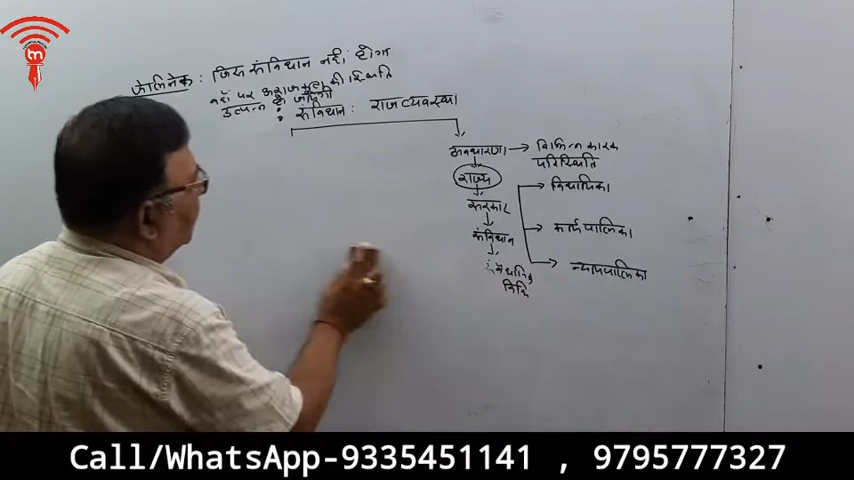 जेलिनेक : जिस संविधान नहीं होगा
वहाँ पर अराजकता की स्थिति
उत्पन्न हो जायेगी
: संविधान : राजव्यवस्था
अवधारणा → विभिन्न कारक
परिस्थिति
राज्य
विधायिका
सरकार
संविधान
कार्यपालिका
न्यायपालिका
संवैधानिक
विधि
Call/WhatsApp-9335451141 , 9795777327